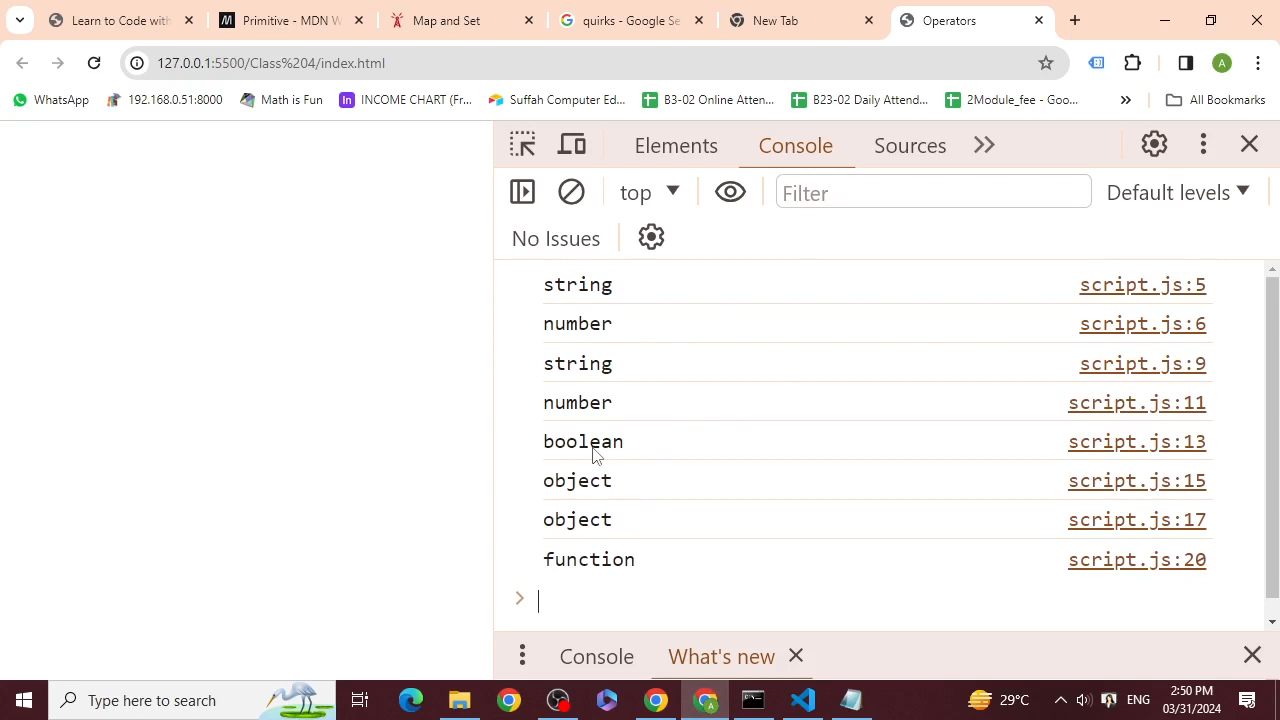 Learn to Code with
Primitive - MDN W
Map and Set
quirks - Google Se
New Tab
Operators
127.0.0.1:5500/Class%204/index.html
A
WhatsApp
192.168.0.51:8000
Math is Fun
In
INCOME CHART (Fr...
Suffah Computer Ed...
B3-02 Online Atten...
B23-02 Daily Attend...
2Module_fee - Goo...
All Bookmarks
Elements
Console
Sources
top
Filter
Default levels
No Issues
string script.js:5
number script.js:6
string script.js:9
number script.js:11
boolean script.js:13
object script.js:15
object script.js:17
function script.js:20
Console
What's new
Type here to search
29°C
ENG
2:50 PM
03/31/2024